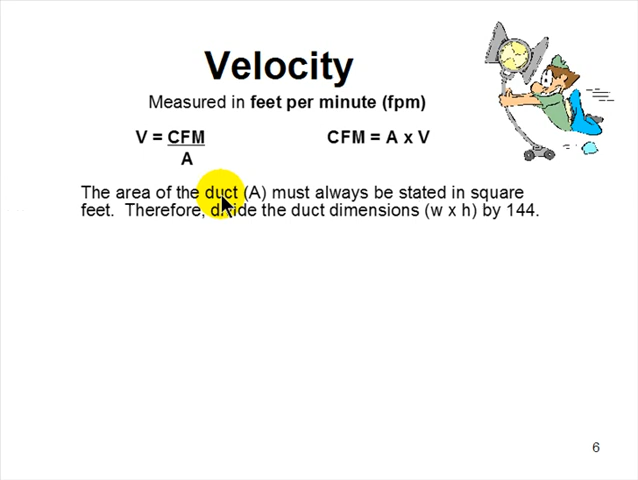 Velocity
Measured in feet per minute (fpm)
V = CFM
A
CFM = A x V
The area of the duct (A) must always be stated in square
feet. Therefore, divide the duct dimensions (w x h) by 144.
6